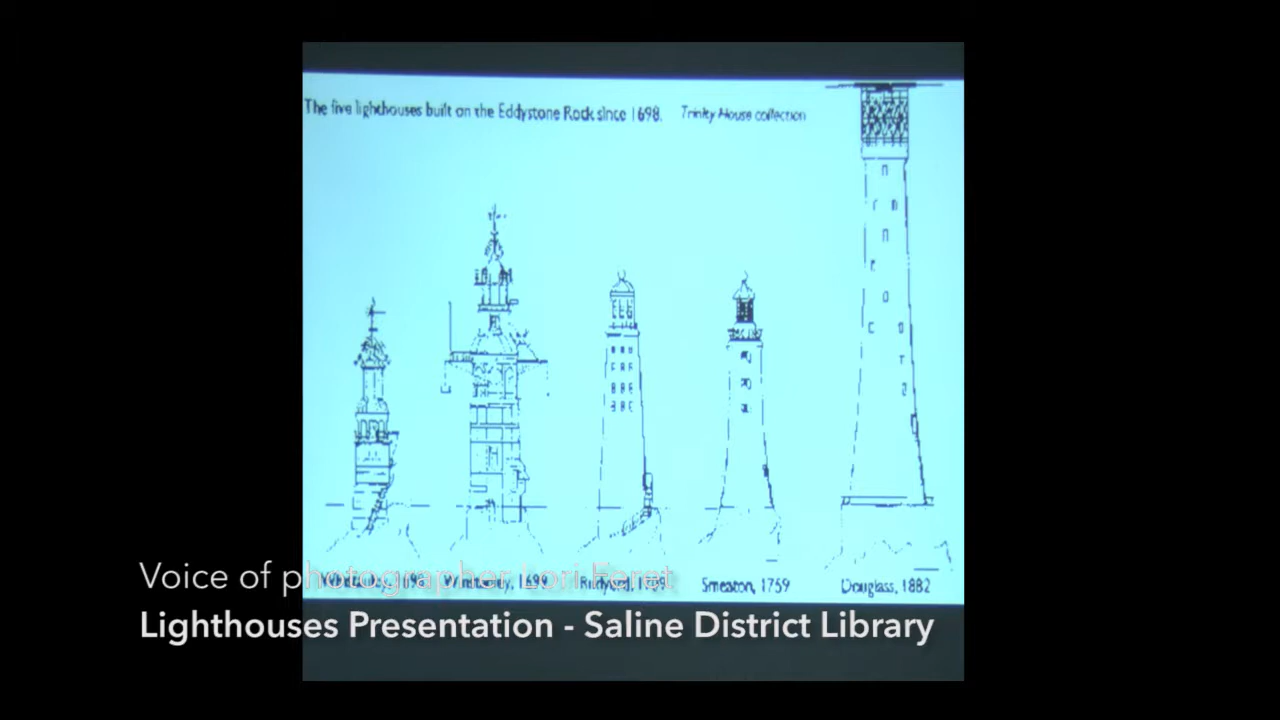 The five lighthouses built on the Eddystone Rock since 1698. Trinity House collection
Smeaton, 1759 Douglass, 1882
Voice of photographer Lori
Lighthouses Presentation - Saline District Library